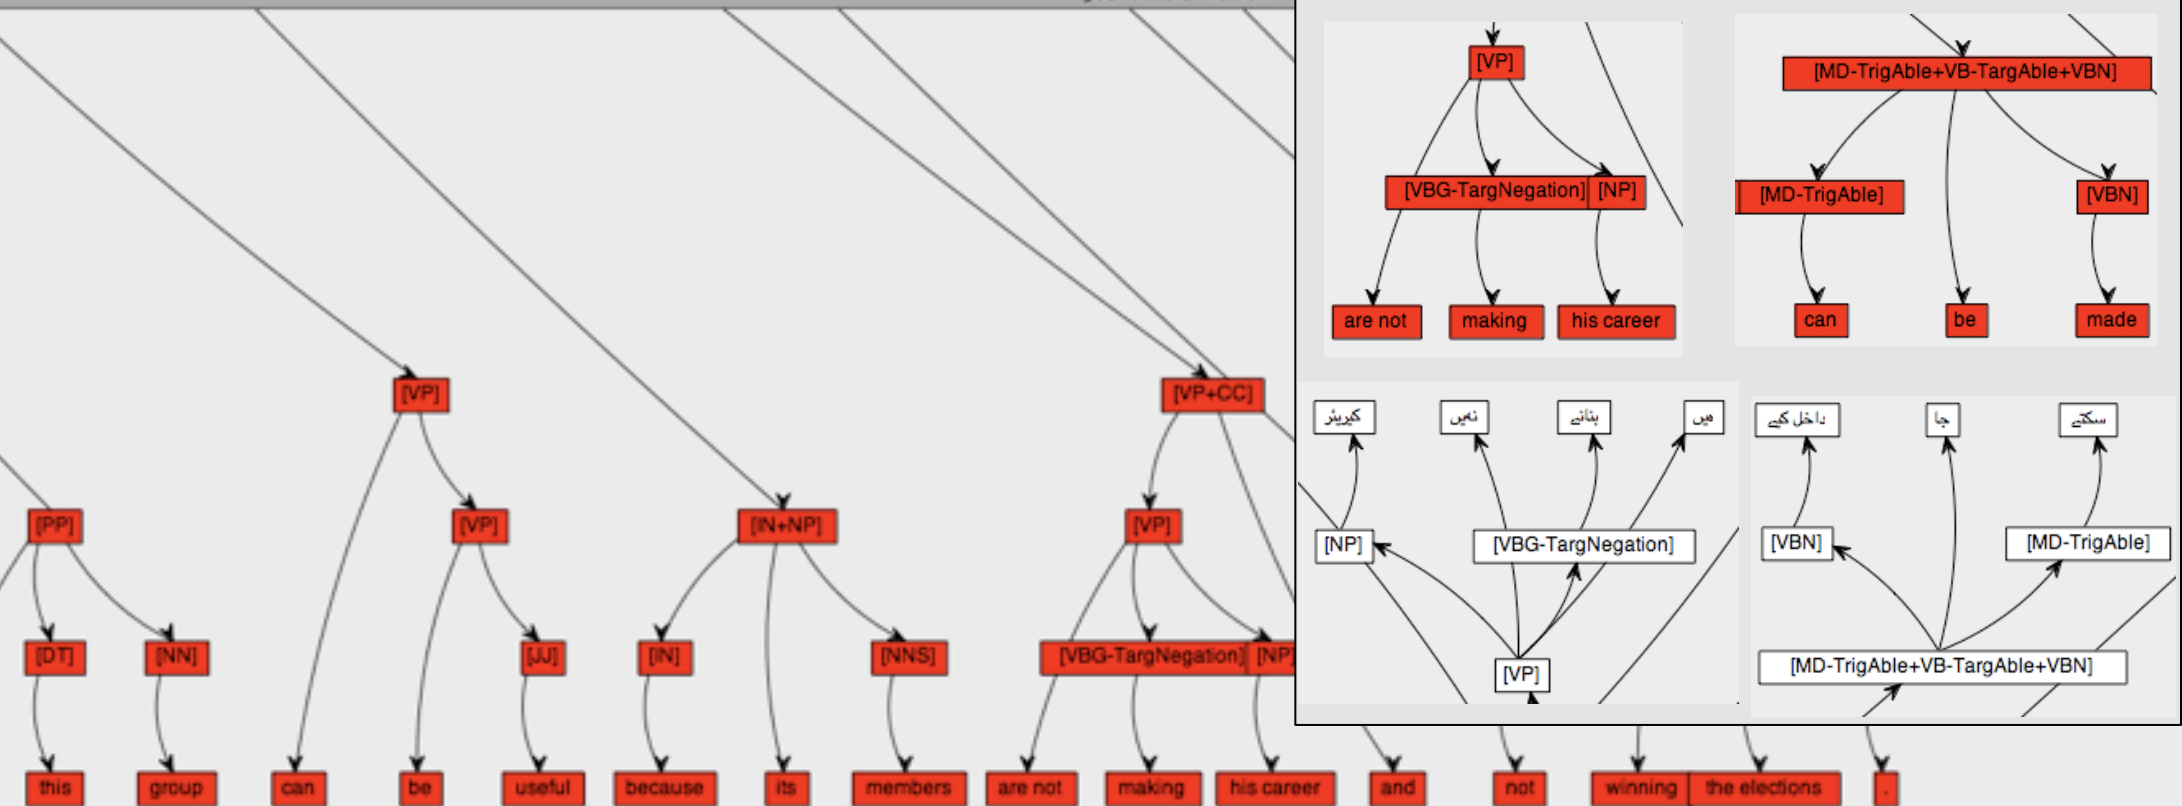 [VP]
[VP+CC]
[PP]
[VP]
[IN+NP]
[VP]
[DT]
[NN]
[JJ]
[IN]
[NNS]
[VBG-TargNegation]
[NP]
this
group
can
be
useful
because
its
members
are not
making
his career
and
not
winning
the elections
.
[VP]
[VBG-TargNegation]
[NP]
are not
making
his career
[MD-TrigAble+VB-TargAble+VBN]
[MD-TrigAble]
[VBN]
can
be
made
کیریئر
نہیں
بنانے
میں
[NP]
[VBG-TargNegation]
[VP]
داخل کیے
جا
سکتے
[VBN]
[MD-TrigAble]
[MD-TrigAble+VB-TargAble+VBN]